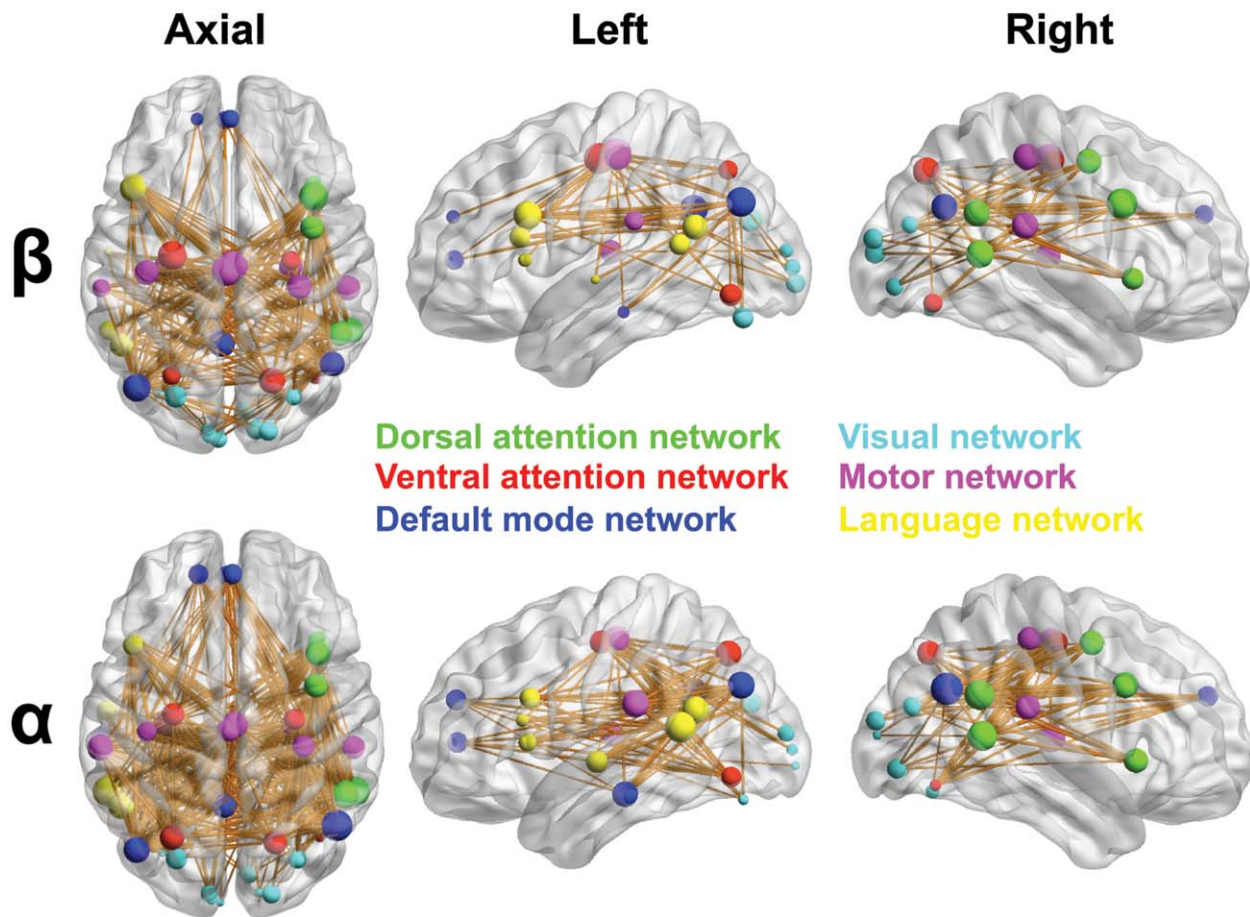 Axial Left Right
β
Dorsal attention network Visual network
Ventral attention network Motor network
Default mode network Language network
α